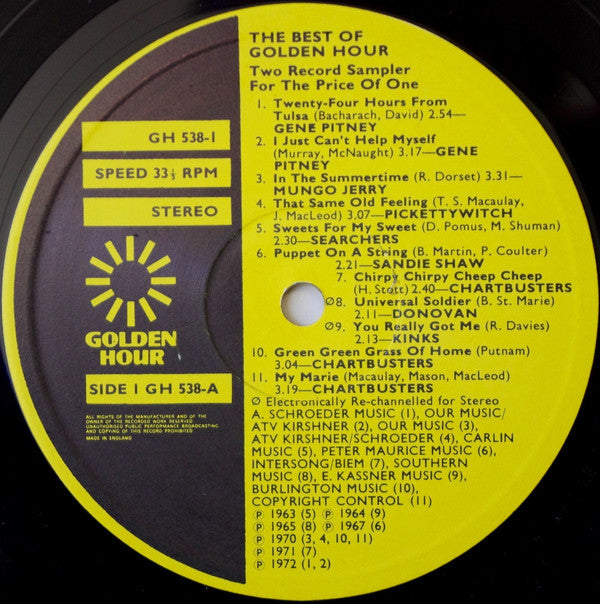 THE BEST OF
GOLDEN HOUR
Two Record Sampler
For The Price Of One
1. Twenty-Four Hours From
Tulsa (Bacharach, David) 2.54—
GENE PITNEY
2. I Just Can't Help Myself
(Murray, McNaught) 3.17—GENE
PITNEY
3. In The Summertime (R. Dorset) 3.31—
MUNGO JERRY
4. That Same Old Feeling (T. S. Macaulay,
J. MacLeod) 3.07—PICKETTYWITCH
5. Sweets For My Sweet (D. Pomus, M. Shuman)
2.30—SEARCHERS
6. Puppet On A String (B. Martin, P. Coulter)
2.21—SANDIE SHAW
7. Chirpy Chirpy Cheep Cheep
(H. Stott) 2.40—CHARTBUSTERS
Ø8. Universal Soldier (B. St. Marie)
2.11—DONOVAN
Ø9. You Really Got Me (R. Davies)
2.13—KINKS
10. Green Green Grass Of Home (Putnam)
3.04—CHARTBUSTERS
11. My Marie (Macaulay, Mason, MacLeod)
3.19—CHARTBUSTERS
Ø Electronically Re-channelled for Stereo
A. SCHROEDER MUSIC (1), OUR MUSIC/
ATV KIRSHNER (2), OUR MUSIC (3),
ATV KIRSHNER/SCHROEDER (4), CARLIN
MUSIC (5), PETER MAURICE MUSIC (6),
INTERSONG/BIEM (7), SOUTHERN
MUSIC (8), E. KASSNER MUSIC (9),
BURLINGTON MUSIC (10),
COPYRIGHT CONTROL (11)
℗ 1963 (5) ℗ 1964 (9)
℗ 1965 (8) ℗ 1967 (6)
℗ 1970 (3, 4, 10, 11)
℗ 1971 (7)
℗ 1972 (1, 2)
GH 538-1
SPEED 33⅓ RPM
STEREO
GOLDEN
HOUR
SIDE 1 GH 538-A
ALL RIGHTS OF THE MANUFACTURER AND OF THE
OWNER OF THE RECORDED WORK RESERVED
UNAUTHORISED PUBLIC PERFORMANCE BROADCASTING
AND COPYING OF THIS RECORD PROHIBITED
MADE IN ENGLAND